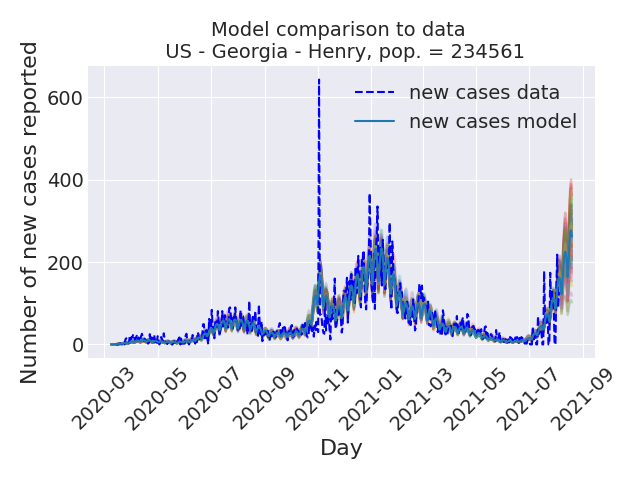 Model comparison to data
US - Georgia - Henry, pop. = 234561
Number of new cases reported
600
400
200
0
new cases data
new cases model
2020-03
2020-05
2020-07
2020-09
2020-11
2021-01
2021-03
2021-05
2021-07
2021-09
Day